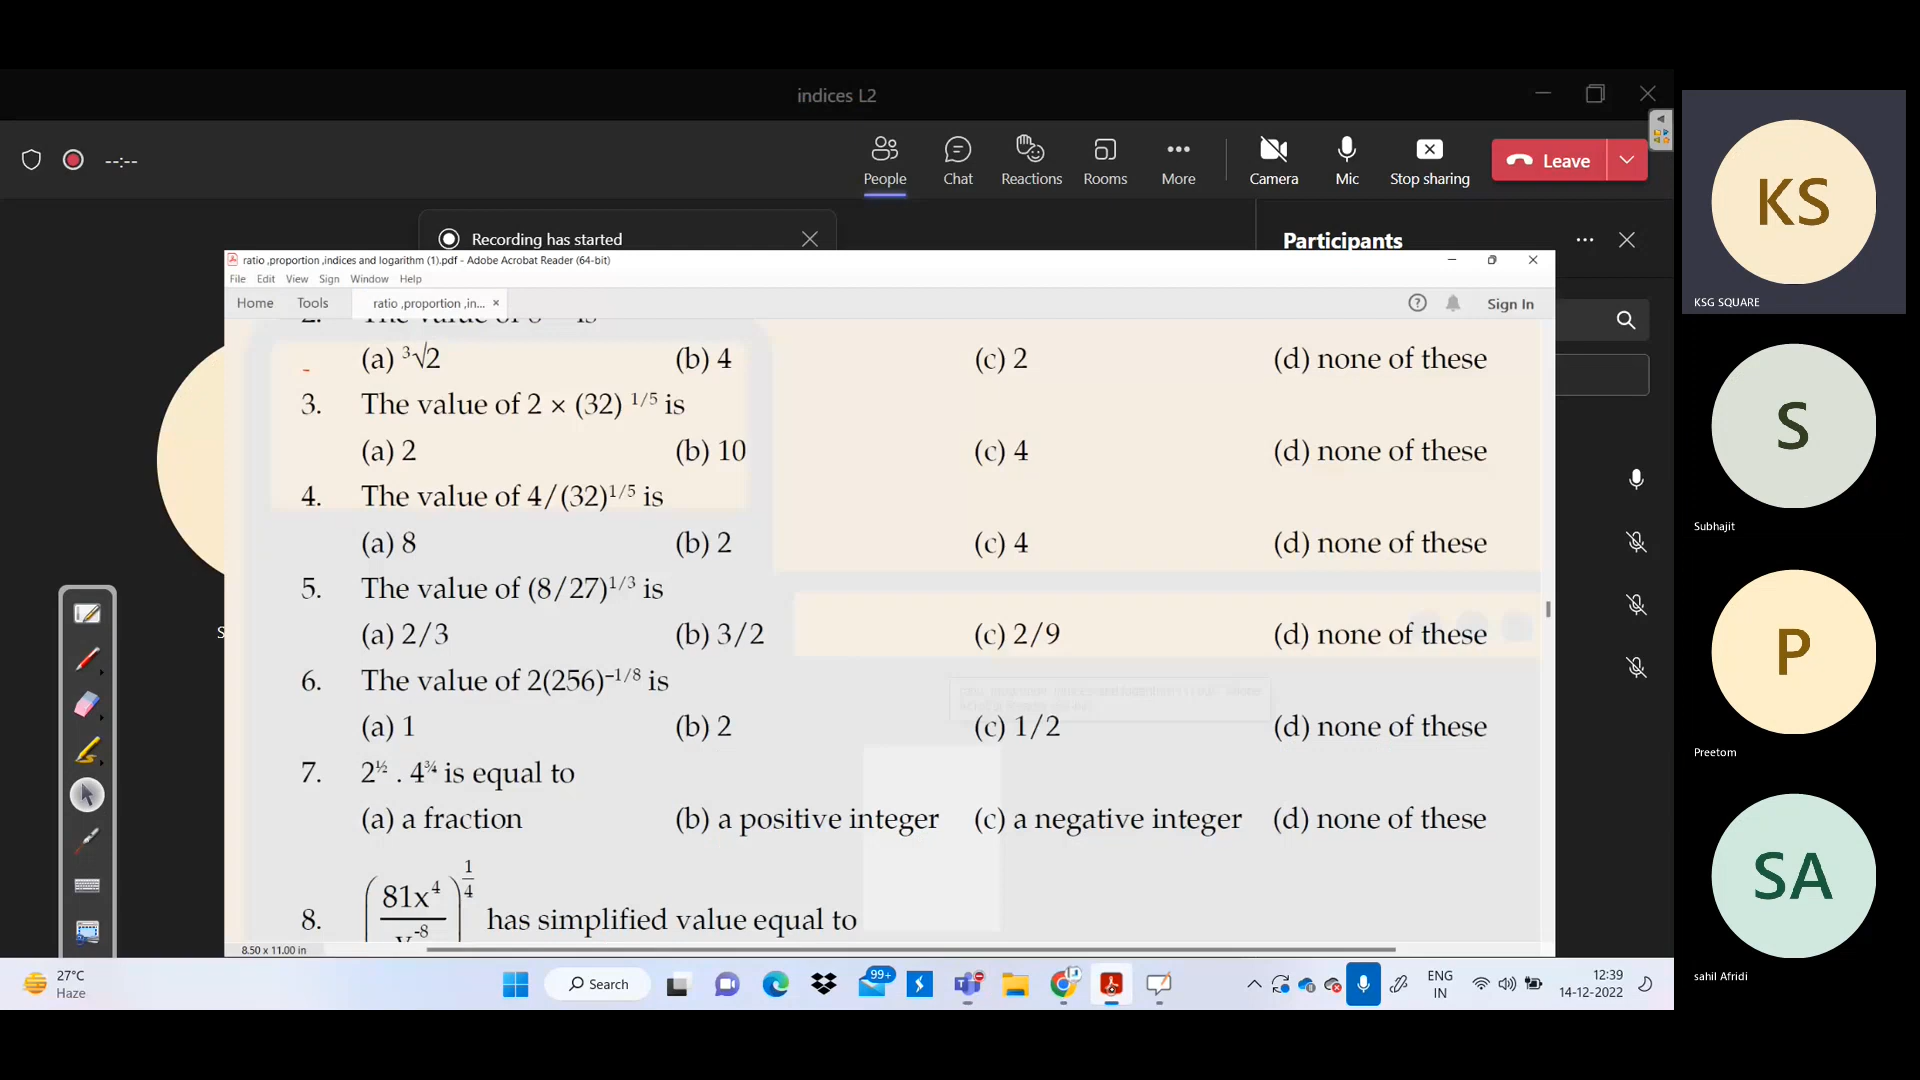 indices L2
--:--
People
Chat
Reactions
Rooms
More
Camera
Mic
Stop sharing
Leave
Recording has started
Participants
ratio ,proportion ,indices and logarithm (1).pdf - Adobe Acrobat Reader (64-bit)
File Edit View Sign Window Help
Home Tools ratio ,proportion ,in... × Sign In
2. The value of is
(a) ³√2 (b) 4 (c) 2 (d) none of these
3. The value of 2 × (32) ^1/5 is
(a) 2 (b) 10 (c) 4 (d) none of these
4. The value of 4/(32)^1/5 is
(a) 8 (b) 2 (c) 4 (d) none of these
5. The value of (8/27)^1/3 is
(a) 2/3 (b) 3/2 (c) 2/9 (d) none of these
6. The value of 2(256)^–1/8 is
(a) 1 (b) 2 (c) 1/2 (d) none of these
7. 2^½ . 4^¾ is equal to
(a) a fraction (b) a positive integer (c) a negative integer (d) none of these
8. (81x⁴/ ⁻⁸)^1/4 has simplified value equal to
8.50 x 11.00 in
S
27°C
Haze
Search
99+
ENG
IN
12:39
14-12-2022
KS
KSG SQUARE
S
Subhajit
P
Preetom
SA
sahil Afridi